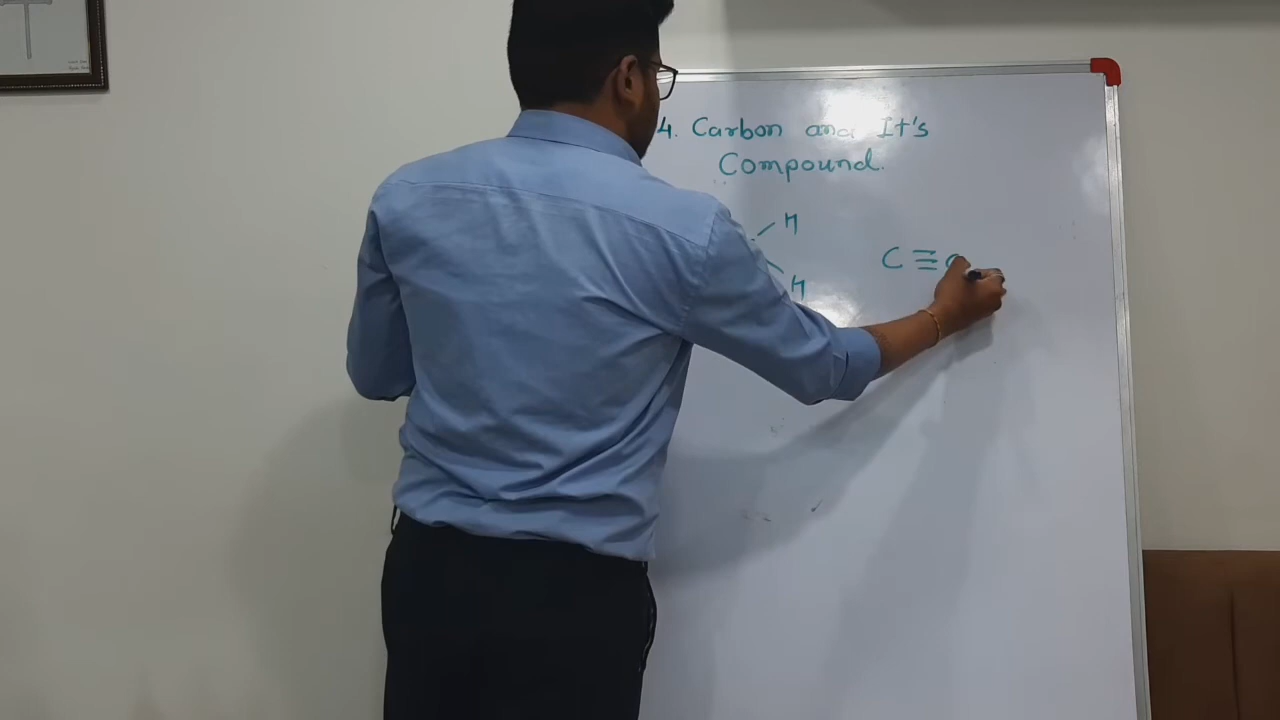 4. Carbon and It's
Compound.
H
C ≡ C
H